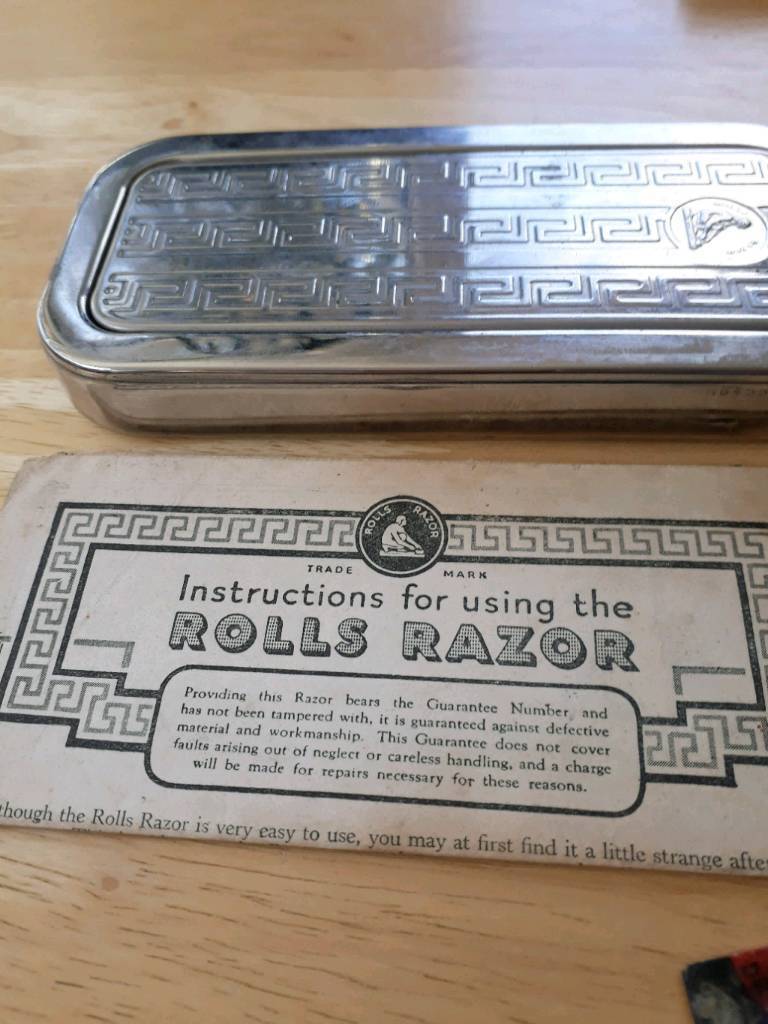 ROLLS RAZOR
TRADE MARK
Instructions for using the
ROLLS RAZOR
Providing this Razor bears the Guarantee Number and
has not been tampered with, it is guaranteed against defective
material and workmanship. This Guarantee does not cover
faults arising out of neglect or careless handling, and a charge
will be made for repairs necessary for these reasons.
though the Rolls Razor is very easy to use, you may at first find it a little strange after